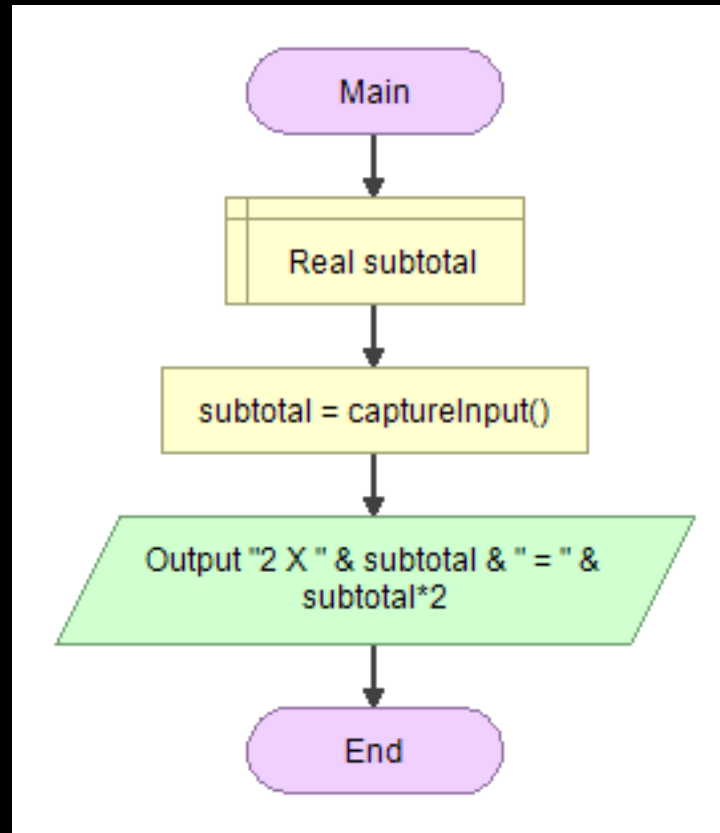 Main
Real subtotal
subtotal = captureInput()
Output "2 X " & subtotal & " = " &
subtotal*2
End